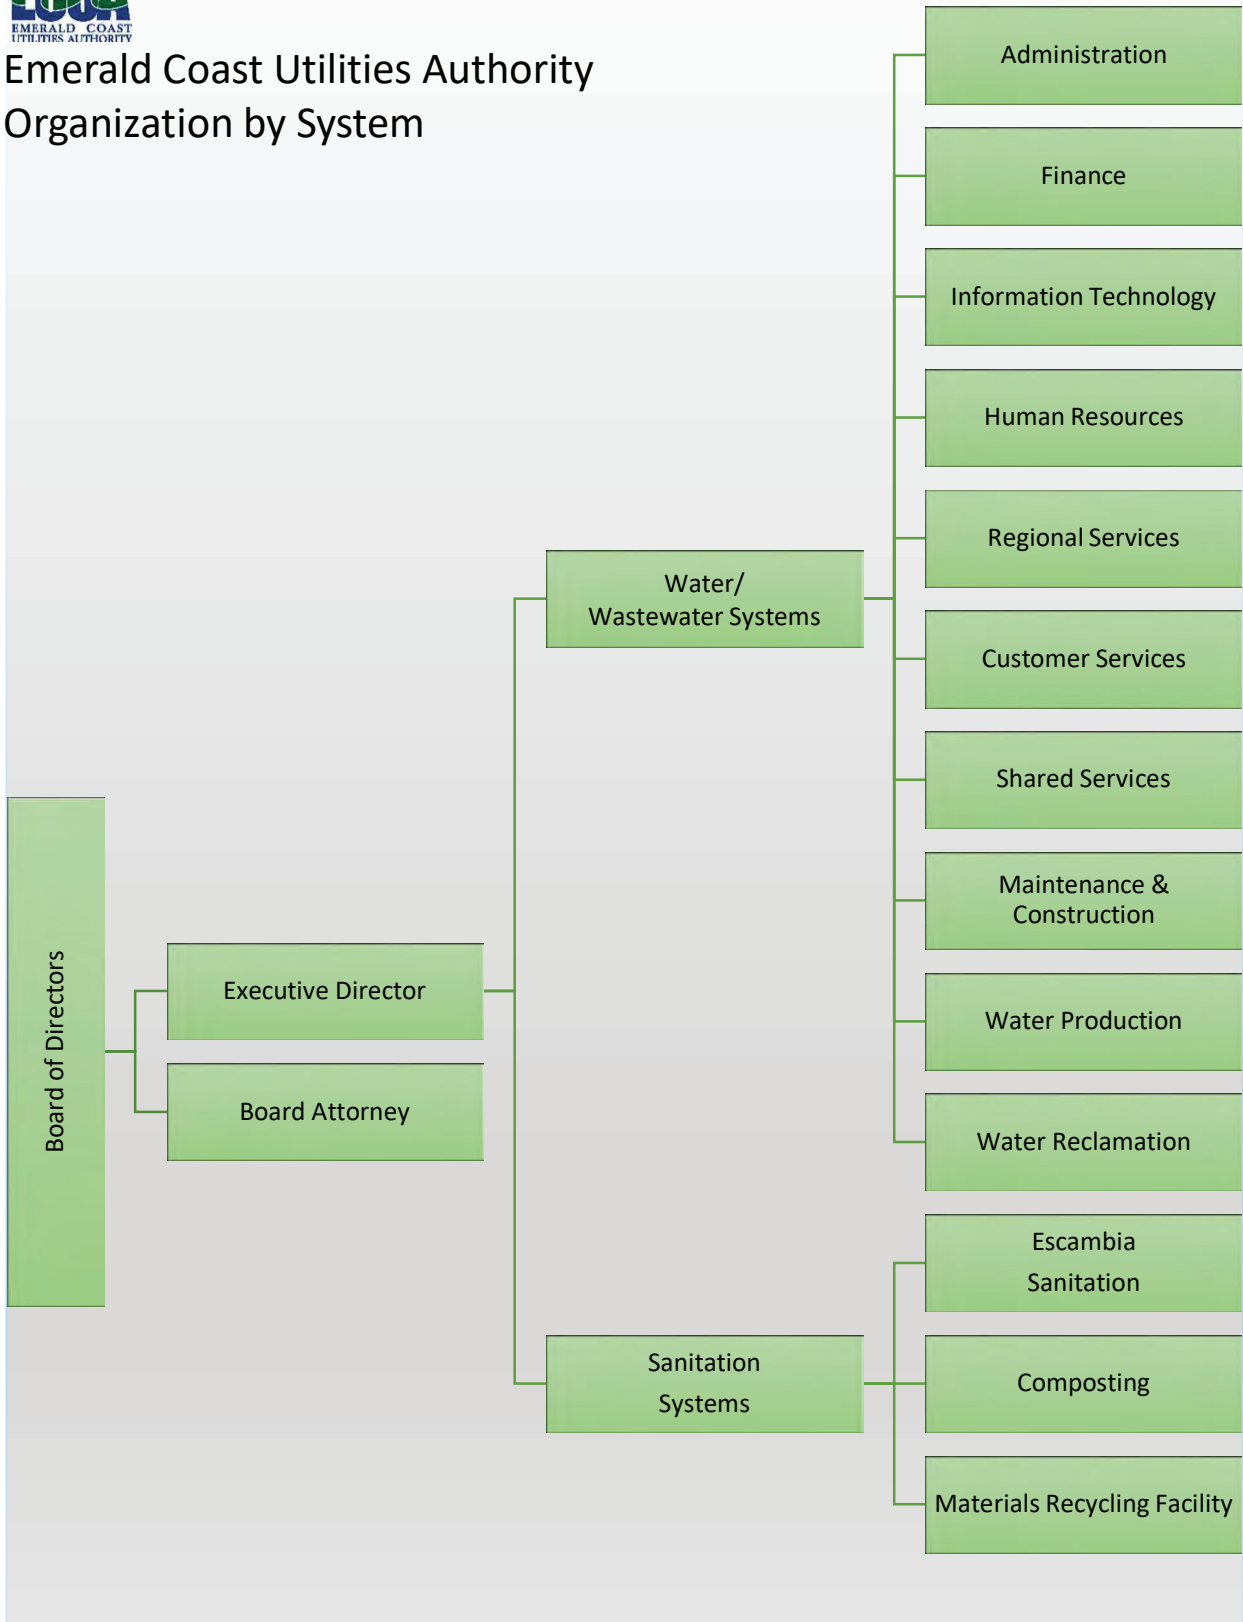 ECUA
EMERALD COAST
UTILITIES AUTHORITY
Emerald Coast Utilities Authority
Organization by System
Administration
Finance
Information Technology
Human Resources
Regional Services
Water/
Wastewater Systems
Customer Services
Shared Services
Maintenance &
Construction
Board of Directors
Executive Director
Water Production
Board Attorney
Water Reclamation
Escambia
Sanitation
Sanitation
Systems
Composting
Materials Recycling Facility